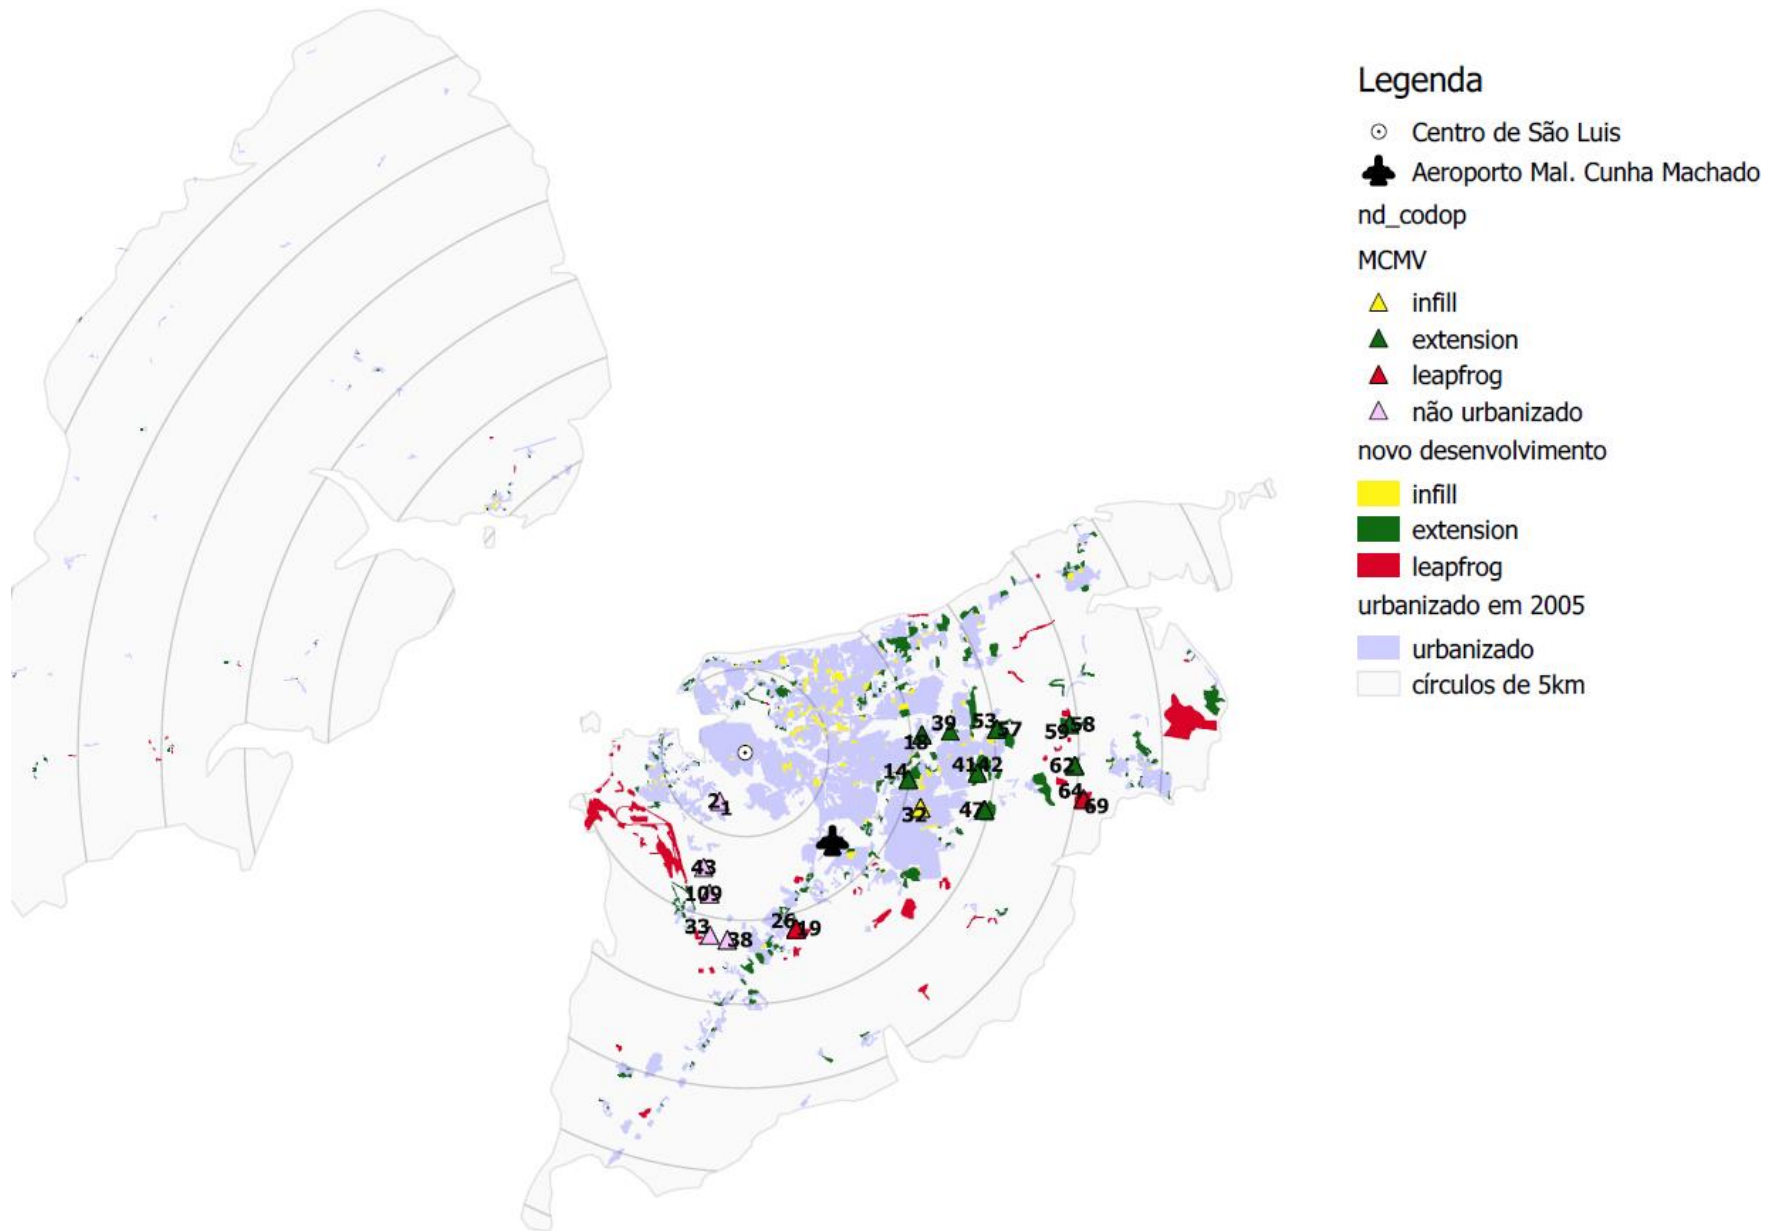 Legenda
Centro de São Luis
Aeroporto Mal. Cunha Machado
nd_codop
MCMV
infill
extension
leapfrog
não urbanizado
novo desenvolvimento
infill
extension
leapfrog
urbanizado em 2005
urbanizado
círculos de 5km
39
53
57
18
59
58
14
41
42
62
2
1
32
47
64
69
43
109
26
19
33
38